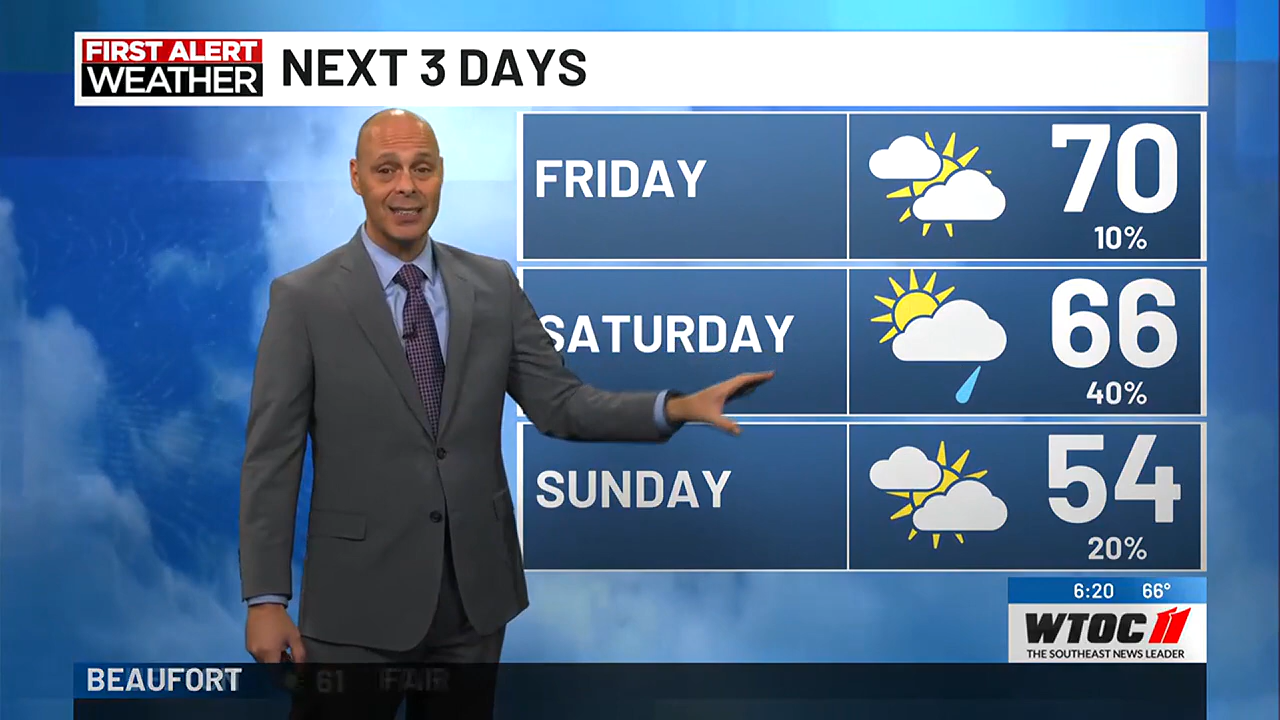 FIRST ALERT
WEATHER
NEXT 3 DAYS
FRIDAY
70
10%
SATURDAY
66
40%
SUNDAY
54
20%
6:20 66°
WTOC 11
THE SOUTHEAST NEWS LEADER
BEAUFORT 61 FAIR